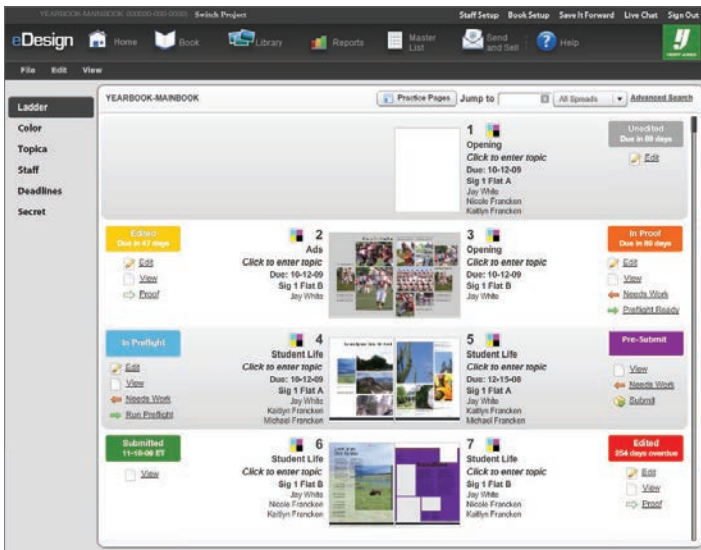 YEARBOOK-MAINBOOK 000000-000-0000) Switch Project
Staff Setup Book Setup Save It Forward Live Chat Sign Out
eDesign Home Book Library Reports Master List Send and Sell Help
File Edit View
Ladder
Color
Topica
Staff
Deadlines
Secret
YEARBOOK-MAINBOOK Practice Pages Jump to All Spreads Advanced Search
1
Opening
Click to enter topic
Due: 10-12-09
Sig 1 Flat A
Jay White
Nicole Francken
Kaitlyn Francken
Unedited
Due in 89 days
Edit
Edited
Due in 47 days
Edit
View
Proof
2
Ads
Click to enter topic
Due: 10-12-09
Sig 1 Flat B
Jay White
3
Opening
Click to enter topic
Due: 10-12-09
Sig 1 Flat B
Jay White
In Proof
Due in 80 days
Edit
View
Needs Work
Preflight Ready
In Preflight
Edit
View
Needs Work
Run Preflight
4
Student Life
Click to enter topic
Due: 10-12-09
Sig 1 Flat A
Jay White
Kaitlyn Francken
Michael Francken
5
Student Life
Click to enter topic
Due: 12-15-08
Sig 1 Flat A
Jay White
Kaitlyn Francken
Michael Francken
Pre-Submit
View
Needs Work
Submit
Submitted
11-10-09 ET
View
6
Student Life
Click to enter topic
Sig 1 Flat B
Jay White
Nicole Francken
Kaitlyn Francken
7
Student Life
Click to enter topic
Sig 1 Flat B
Jay White
Nicole Francken
Kaitlyn Francken
Edited
254 days overdue
Edit
View
Proof